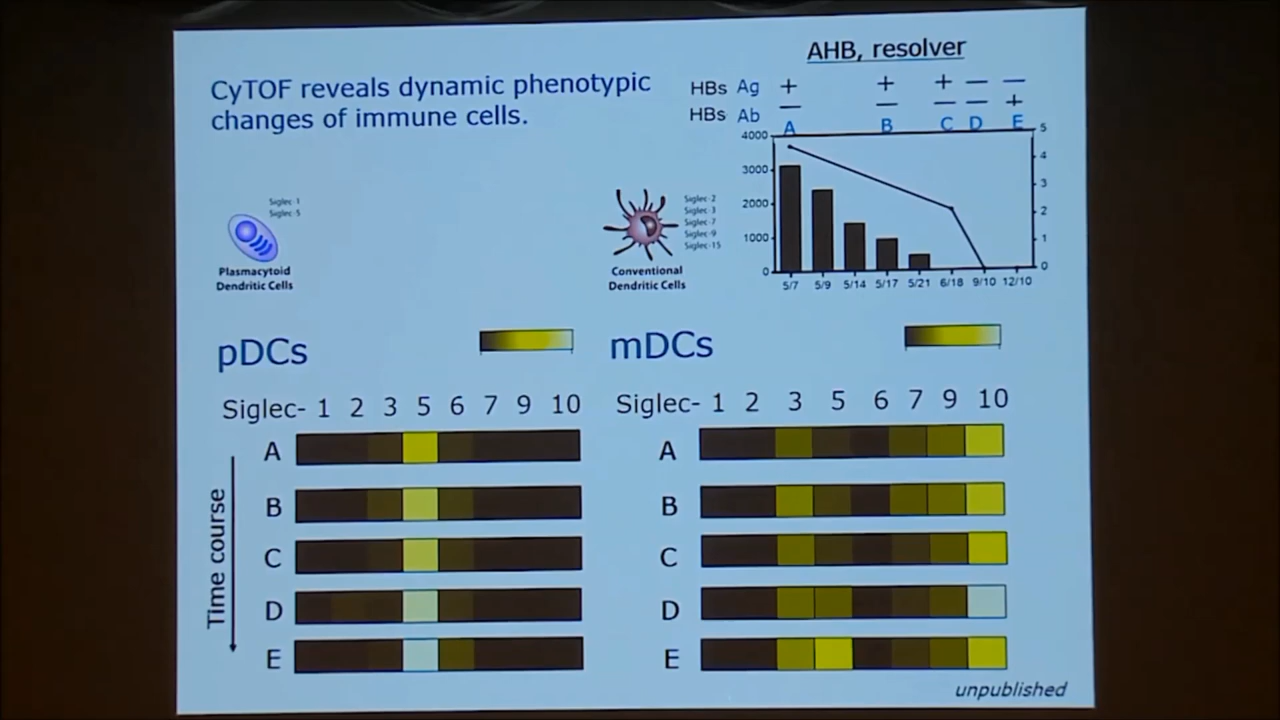 CyTOF reveals dynamic phenotypic
changes of immune cells.
AHB, resolver
HBs Ag + + + — —
HBs Ab — — — — +
A B C D E
4000
3000
2000
1000
0
5
4
3
2
1
0
5/7 5/9 5/14 5/17 5/21 6/18 9/10 12/10
Siglec-1
Siglec-5
Plasmacytoid
Dendritic Cells
Siglec-2
Siglec-3
Siglec-7
Siglec-9
Siglec-15
Conventional
Dendritic Cells
pDCs
Siglec- 1 2 3 5 6 7 9 10
Time course
A
B
C
D
E
mDCs
Siglec- 1 2 3 5 6 7 9 10
A
B
C
D
E
unpublished